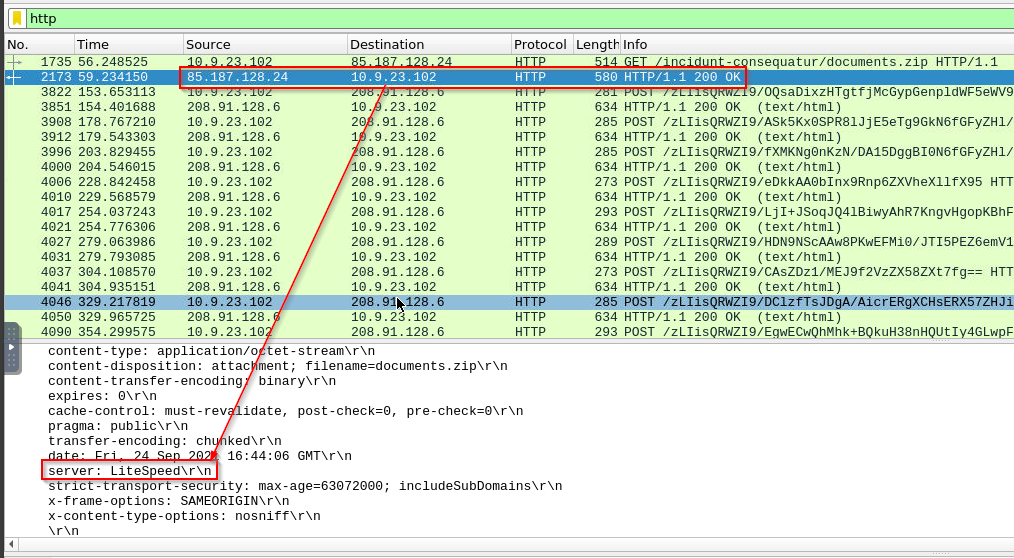 http
No. Time Source Destination Protocol Length Info
1735 56.248525 10.9.23.102 85.187.128.24 HTTP 514 GET /incidunt-consequatur/documents.zip HTTP/1.1
2173 59.234150 85.187.128.24 10.9.23.102 HTTP 580 HTTP/1.1 200 OK
3822 153.653113 10.9.23.102 208.91.128.6 HTTP 281 POST /zLIisQRWZI9/OQsaDixzHTgtfjMcGypGenpldWF5eWV9
3851 154.401688 208.91.128.6 10.9.23.102 HTTP 634 HTTP/1.1 200 OK (text/html)
3908 178.767210 10.9.23.102 208.91.128.6 HTTP 285 POST /zLIisQRWZI9/ASk5Kx0SPR8lJjE5eTg9GkN6fGFyZHl/
3912 179.543303 208.91.128.6 10.9.23.102 HTTP 634 HTTP/1.1 200 OK (text/html)
3996 203.829455 10.9.23.102 208.91.128.6 HTTP 285 POST /zLIisQRWZI9/fXMKNg0nKzN/DA15DggBI0N6fGFyZHl/
4000 204.546015 208.91.128.6 10.9.23.102 HTTP 634 HTTP/1.1 200 OK (text/html)
4006 228.842458 10.9.23.102 208.91.128.6 HTTP 273 POST /zLIisQRWZI9/eDkkAA0bInx9Rnp6ZXVheXllfX95 HTT
4010 229.568579 208.91.128.6 10.9.23.102 HTTP 634 HTTP/1.1 200 OK (text/html)
4017 254.037243 10.9.23.102 208.91.128.6 HTTP 293 POST /zLIisQRWZI9/LjI+JSoqJQ4lBiwyAhR7KngvHgopKBhF
4021 254.776306 208.91.128.6 10.9.23.102 HTTP 634 HTTP/1.1 200 OK (text/html)
4027 279.063986 10.9.23.102 208.91.128.6 HTTP 289 POST /zLIisQRWZI9/HDN9NScAAw8PKwEFMi0/JTI5PEZ6emV1
4031 279.793085 208.91.128.6 10.9.23.102 HTTP 634 HTTP/1.1 200 OK (text/html)
4037 304.108570 10.9.23.102 208.91.128.6 HTTP 273 POST /zLIisQRWZI9/CAsZDz1/MEJ9f2VzZX58ZXt7fg== HTT
4041 304.935151 208.91.128.6 10.9.23.102 HTTP 634 HTTP/1.1 200 OK (text/html)
4046 329.217819 10.9.23.102 208.91.128.6 HTTP 285 POST /zLIisQRWZI9/DClzfTsJDgA/AicrERgXCHsERX57ZHJi
4050 329.965725 208.91.128.6 10.9.23.102 HTTP 634 HTTP/1.1 200 OK (text/html)
4090 354.299575 10.9.23.102 208.91.128.6 HTTP 293 POST /zLIisQRWZI9/EgwECwQhMhk+BQkuH38nHQUtIy4GLwpF
content-type: application/octet-stream\r\n
content-disposition: attachment; filename=documents.zip\r\n
content-transfer-encoding: binary\r\n
expires: 0\r\n
cache-control: must-revalidate, post-check=0, pre-check=0\r\n
pragma: public\r\n
transfer-encoding: chunked\r\n
date: Fri, 24 Sep 16:44:06 GMT\r\n
server: LiteSpeed\r\n
strict-transport-security: max-age=63072000; includeSubDomains\r\n
x-frame-options: SAMEORIGIN\r\n
x-content-type-options: nosniff\r\n
\r\n